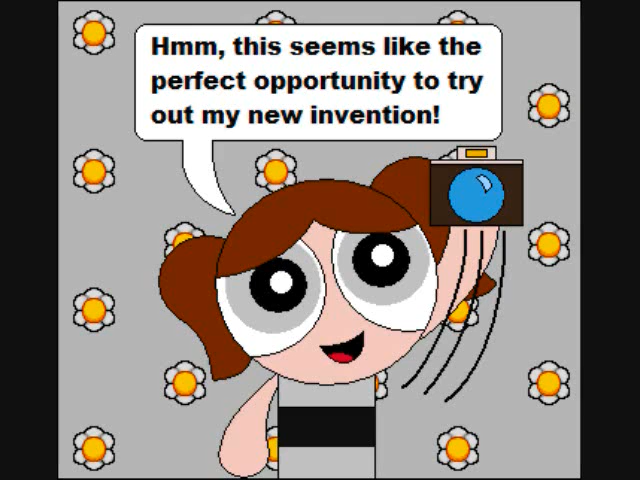 Hmm, this seems like the
perfect opportunity to try
out my new invention!